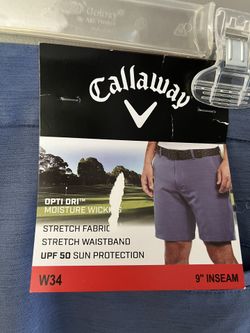 Callaway
OPTI DRI™
MOISTURE WICKING
STRETCH FABRIC
STRETCH WAISTBAND
UPF 50 SUN PROTECTION
W34
9" INSEAM